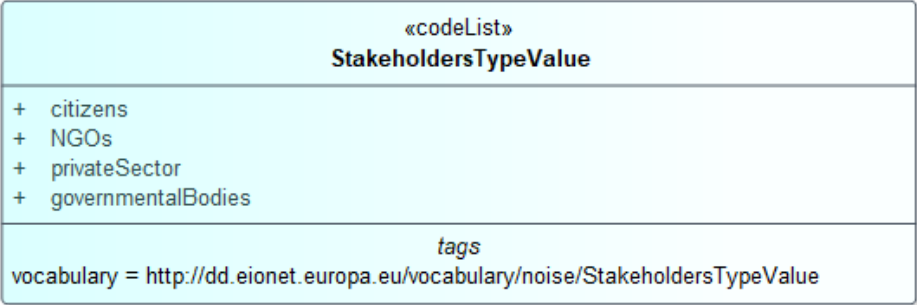 «codeList»
StakeholdersTypeValue
+ citizens
+ NGOs
+ privateSector
+ governmentalBodies
tags
vocabulary = http://dd.eionet.europa.eu/vocabulary/noise/StakeholdersTypeValue